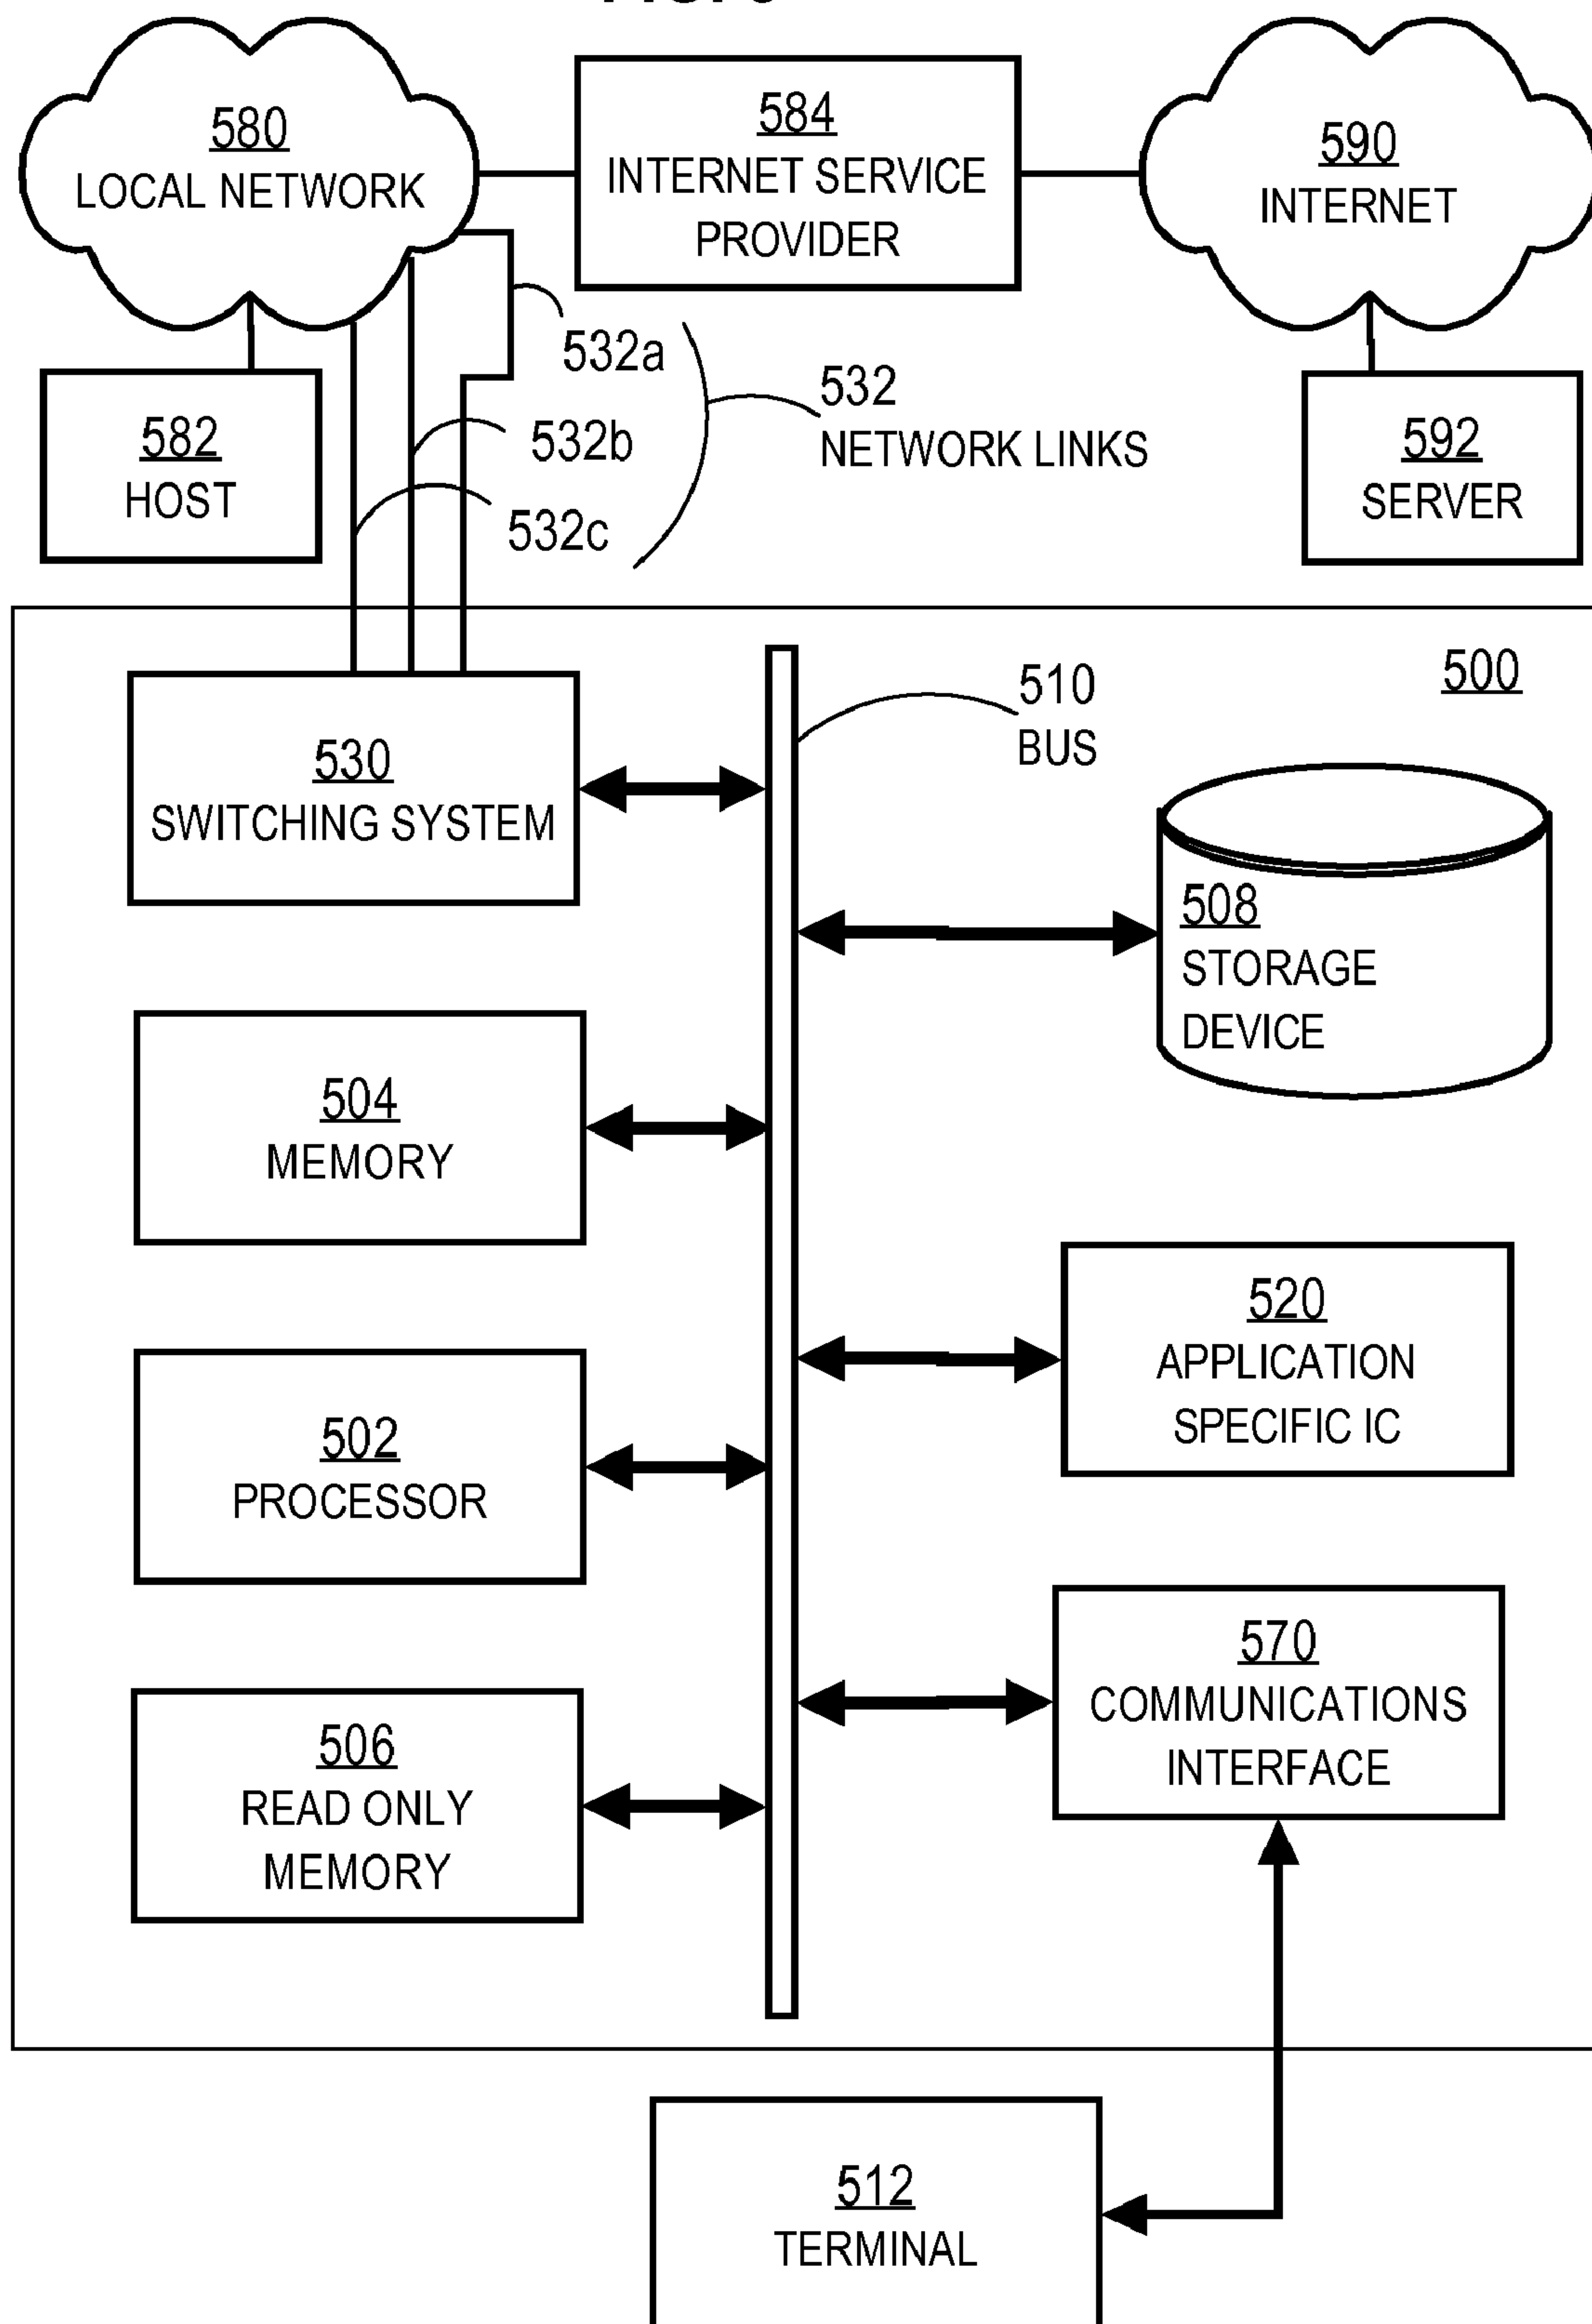 580
LOCAL NETWORK
584
INTERNET SERVICE
PROVIDER
590
INTERNET
532a
532
NETWORK LINKS
532b
532c
582
HOST
592
SERVER
500
510
BUS
530
SWITCHING SYSTEM
508
STORAGE
DEVICE
504
MEMORY
520
APPLICATION
SPECIFIC IC
502
PROCESSOR
570
COMMUNICATIONS
INTERFACE
506
READ ONLY
MEMORY
512
TERMINAL